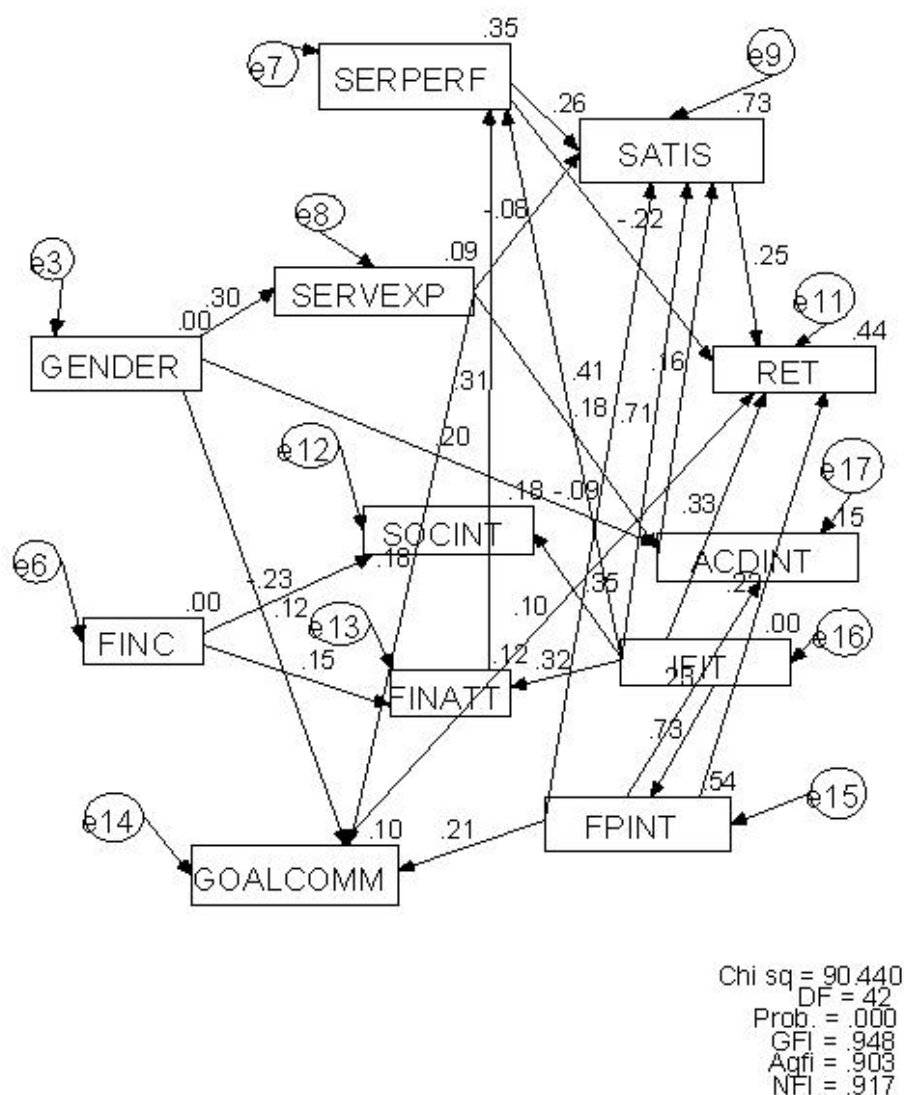 .35
e7
SERPERF
e9
.26
.73
SATIS
e8
-.08
-.22
.09
.25
e3
.30
SERVEXP
e11
.00
.44
GENDER
RET
.31
.41
.16
.18
.71
.20
e12
e17
.18
-.09
.33
.15
SOCINT
ACDINT
e6
.18
.35
.22
.00
-.23
.12
.10
.00
e13
e16
FINC
.15
.12
.32
IFIT
FINATT
.23
.73
.54
e15
e14
.10
.21
FPINT
GOALCOMM
Chi sq = 90.440
DF = 42
Prob. = .000
GFI = .948
Agfi = .903
NFI = .917